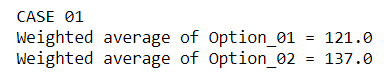 CASE 01
Weighted average of Option_01 = 121.0
Weighted average of Option_02 = 137.0